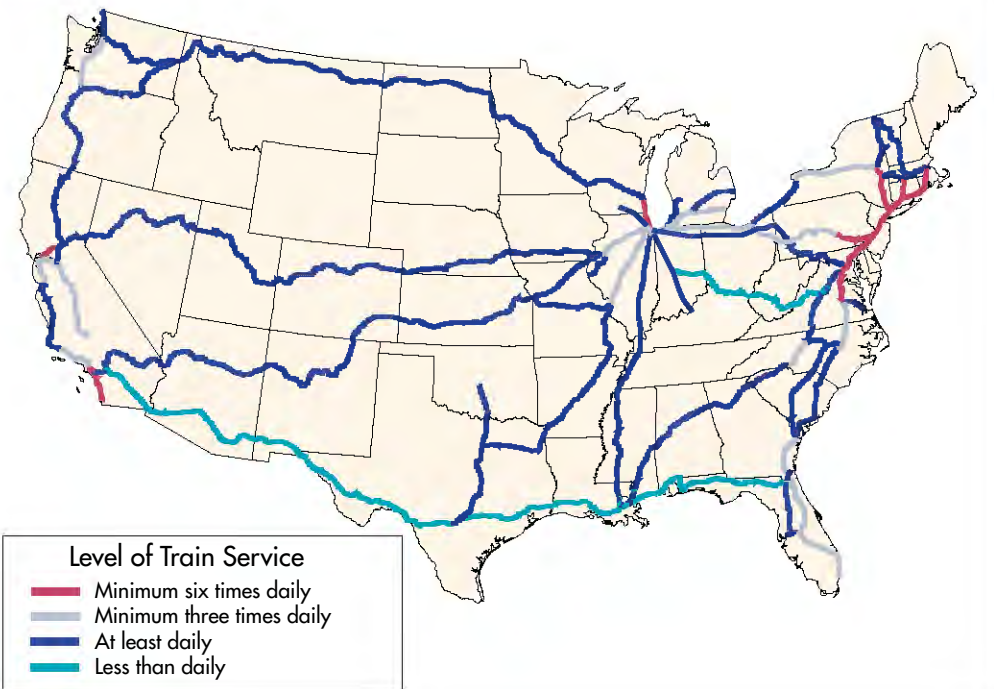 Level of Train Service
Minimum six times daily
Minimum three times daily
At least daily
Less than daily